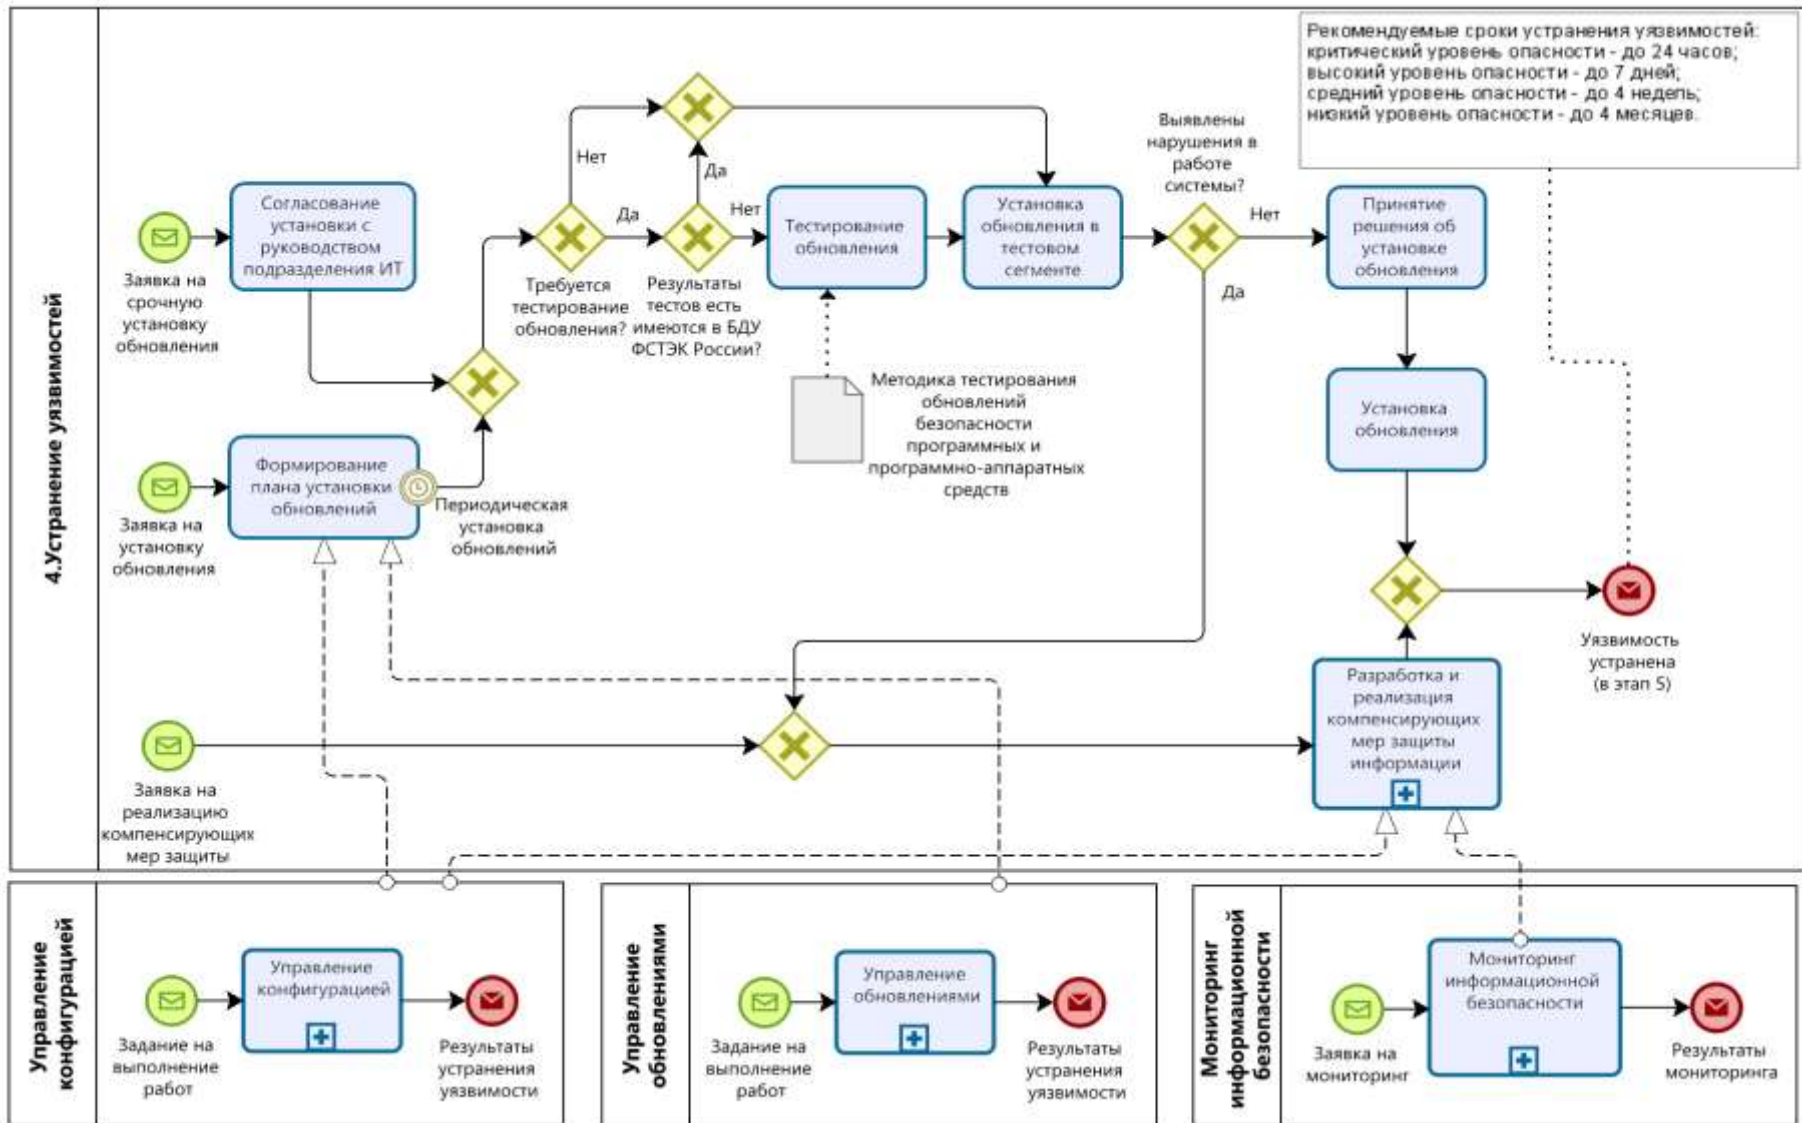 4.Устранение уязвимостей
Рекомендуемые сроки устранения уязвимостей:
критический уровень опасности - до 24 часов;
высокий уровень опасности - до 7 дней;
средний уровень опасности - до 4 недель;
низкий уровень опасности - до 4 месяцев.
Заявка на
срочную
установку
обновления
Согласование
установки с
руководством
подразделения ИТ
Нет
Требуется
тестирование
обновления?
Да
Да
Результаты
тестов есть
имеются в БДУ
ФСТЭК России?
Нет
Тестирование
обновления
Установка
обновления в
тестовом
сегменте
Выявлены
нарушения в
работе
системы?
Нет
Да
Принятие
решения об
установке
обновления
Методика тестирования
обновлений
безопасности
программных и
программно-аппаратных
средств
Установка
обновления
Заявка на
установку
обновления
Формирование
плана установки
обновлений
Периодическая
установка
обновлений
Уязвимость
устранена
(в этап 5)
Заявка на
реализацию
компенсирующих
мер защиты
Разработка и
реализация
компенсирующих
мер защиты
информации
Управление
конфигурацией
Задание на
выполнение
работ
Управление
конфигурацией
Результаты
устранения
уязвимости
Управление
обновлениями
Задание на
выполнение
работ
Управление
обновлениями
Результаты
устранения
уязвимости
Мониторинг
информационной
безопасности
Заявка на
мониторинг
Мониторинг
информационной
безопасности
Результаты
мониторинга